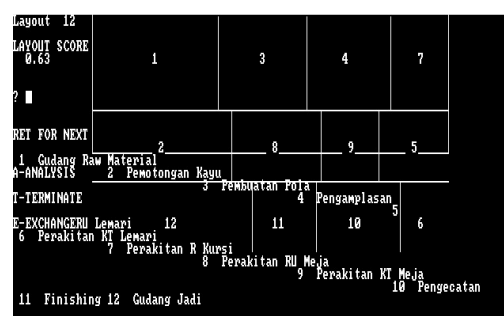 Layout 12
LAYOUT SCORE
0.63 1 3 4 7
?
RET FOR NEXT
2 8 9 5
1 Gudang Raw Material
A-ANALYSIS 2 Pemotongan Kayu
3 Pembuatan Pola
T-TERMINATE 4 Pengamplasan
5
E-EXCHANGERU Lemari 12 11 10 6
6 Perakitan KT Lemari
7 Perakitan R Kursi
8 Perakitan RU Meja
9 Perakitan KT Meja
10 Pengecatan
11 Finishing 12 Gudang Jadi